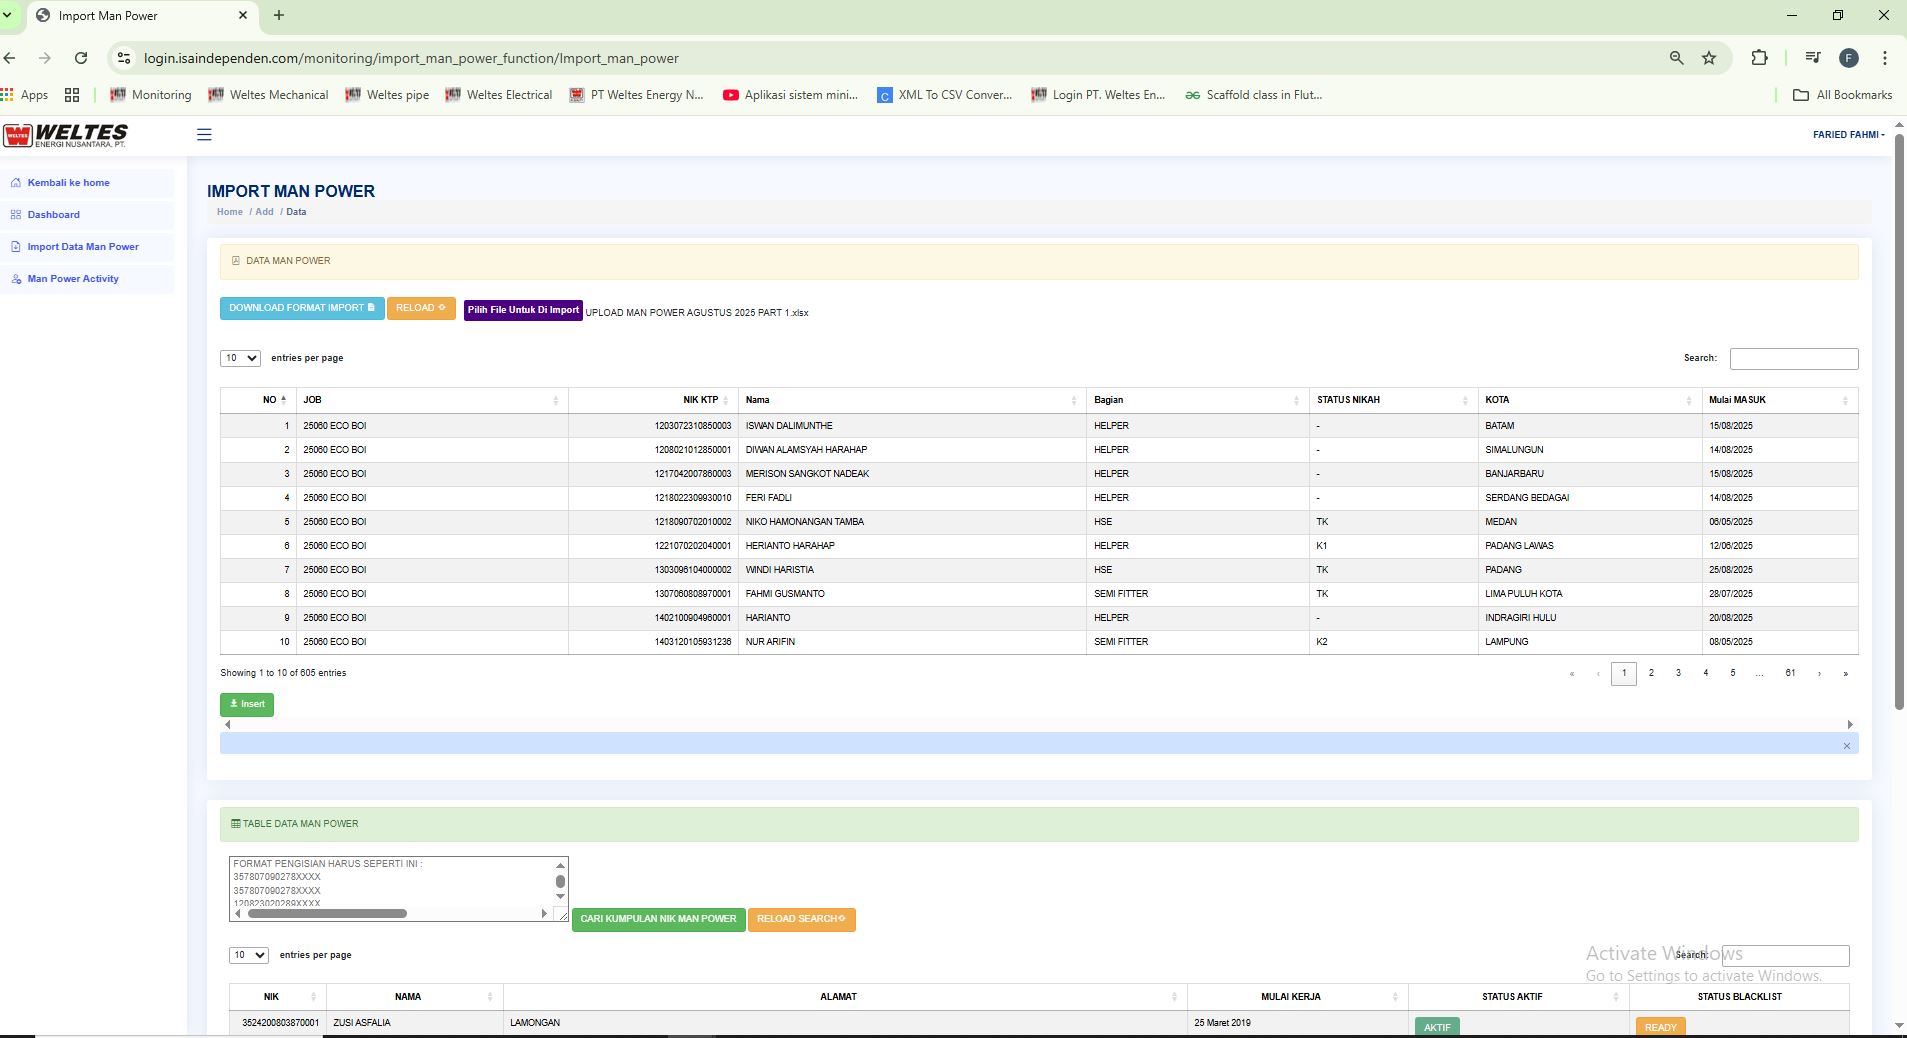 Import Man Power
login.isaindependen.com/monitoring/import_man_power_function/Import_man_power
F
Apps Monitoring Weltes Mechanical Weltes pipe Weltes Electrical PT Weltes Energy N... Aplikasi sistem mini... XML To CSV Conver... Login PT. Weltes En... Scaffold class in Flut... All Bookmarks
WELTES
WELTES
ENERGI NUSANTARA, PT.
FARIED FAHMI
Kembali ke home
Dashboard
Import Data Man Power
Man Power Activity
IMPORT MAN POWER
Home / Add / Data
DATA MAN POWER
DOWNLOAD FORMAT IMPORT RELOAD Pilih File Untuk Di Import UPLOAD MAN POWER AGUSTUS 2025 PART 1.xlsx
10 entries per page Search:
NO JOB NIK KTP Nama Bagian STATUS NIKAH KOTA Mulai MASUK
1 25060 ECO BOI 1203072310850003 ISWAN DALIMUNTHE HELPER - BATAM 15/08/2025
2 25060 ECO BOI 1208021012850001 DIWAN ALAMSYAH HARAHAP HELPER - SIMALUNGUN 14/08/2025
3 25060 ECO BOI 1217042007860003 MERISON SANGKOT NADEAK HELPER - BANJARBARU 15/08/2025
4 25060 ECO BOI 1218022309930010 FERI FADLI HELPER - SERDANG BEDAGAI 14/08/2025
5 25060 ECO BOI 1218090702010002 NIKO HAMONANGAN TAMBA HSE TK MEDAN 06/05/2025
6 25060 ECO BOI 1221070202040001 HERIANTO HARAHAP HELPER K1 PADANG LAWAS 12/06/2025
7 25060 ECO BOI 1303096104000002 WINDI HARISTIA HSE TK PADANG 25/08/2025
8 25060 ECO BOI 1307060808970001 FAHMI GUSMANTO SEMI FITTER TK LIMA PULUH KOTA 28/07/2025
9 25060 ECO BOI 1402100904960001 HARIANTO HELPER - INDRAGIRI HULU 20/08/2025
10 25060 ECO BOI 1403120105931236 NUR ARIFIN SEMI FITTER K2 LAMPUNG 08/05/2025
Showing 1 to 10 of 605 entries « ‹ 1 2 3 4 5 ... 61 › »
Insert
×
TABLE DATA MAN POWER
FORMAT PENGISIAN HARUS SEPERTI INI :
357807090278XXXX
357807090278XXXX
120823020289XXXX
CARI KUMPULAN NIK MAN POWER RELOAD SEARCH
10 entries per page Search:
Activate Windows
Go to Settings to activate Windows.
NIK NAMA ALAMAT MULAI KERJA STATUS AKTIF STATUS BLACKLIST
3524200803870001 ZUSI ASFALIA LAMONGAN 25 Maret 2019 AKTIF READY